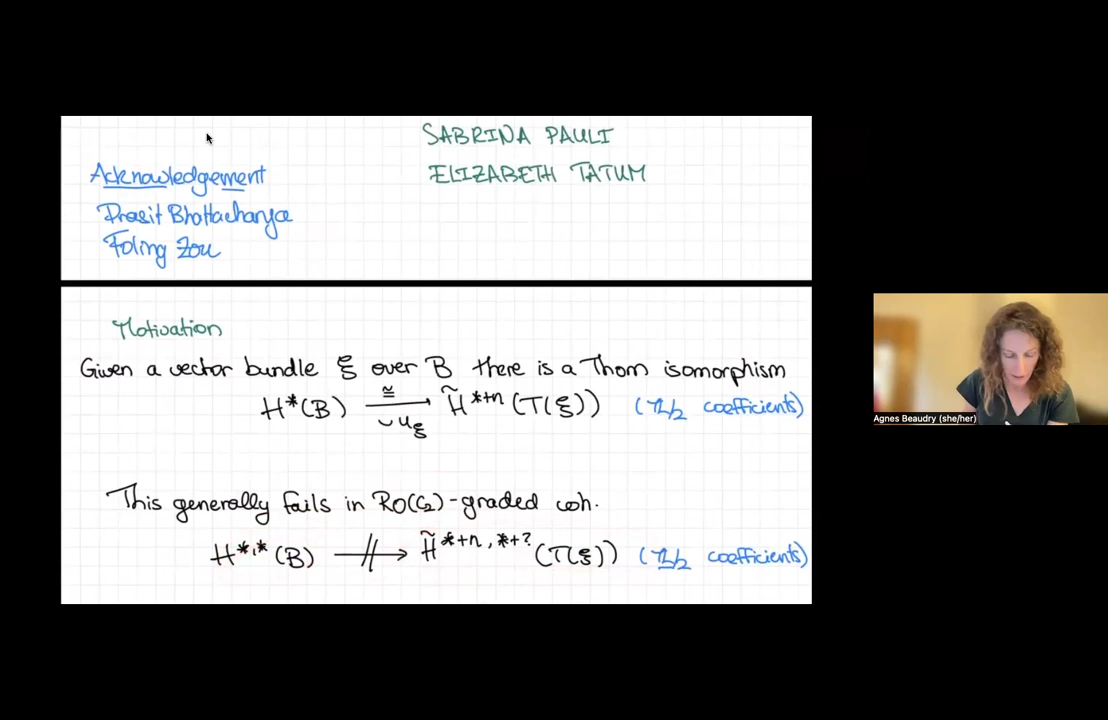 SABRINA PAULI
ELIZABETH TATUM
Acknowledgement
Prasit Bhattacharya
Foling Zou
Motivation
Given a vector bundle ξ over B there is a Thom isomorphism
H*(B) ≅→ ∪u_ξ H̃^{*+n}(T(ξ)) (ℤ/2 coefficients)
This generally fails in RO(C₂)-graded coh.
H^{*,*}(B) -//-> H̃^{*+n,*+?}(T(ξ)) (ℤ/2 coefficients)
Agnes Beaudry (she/her)